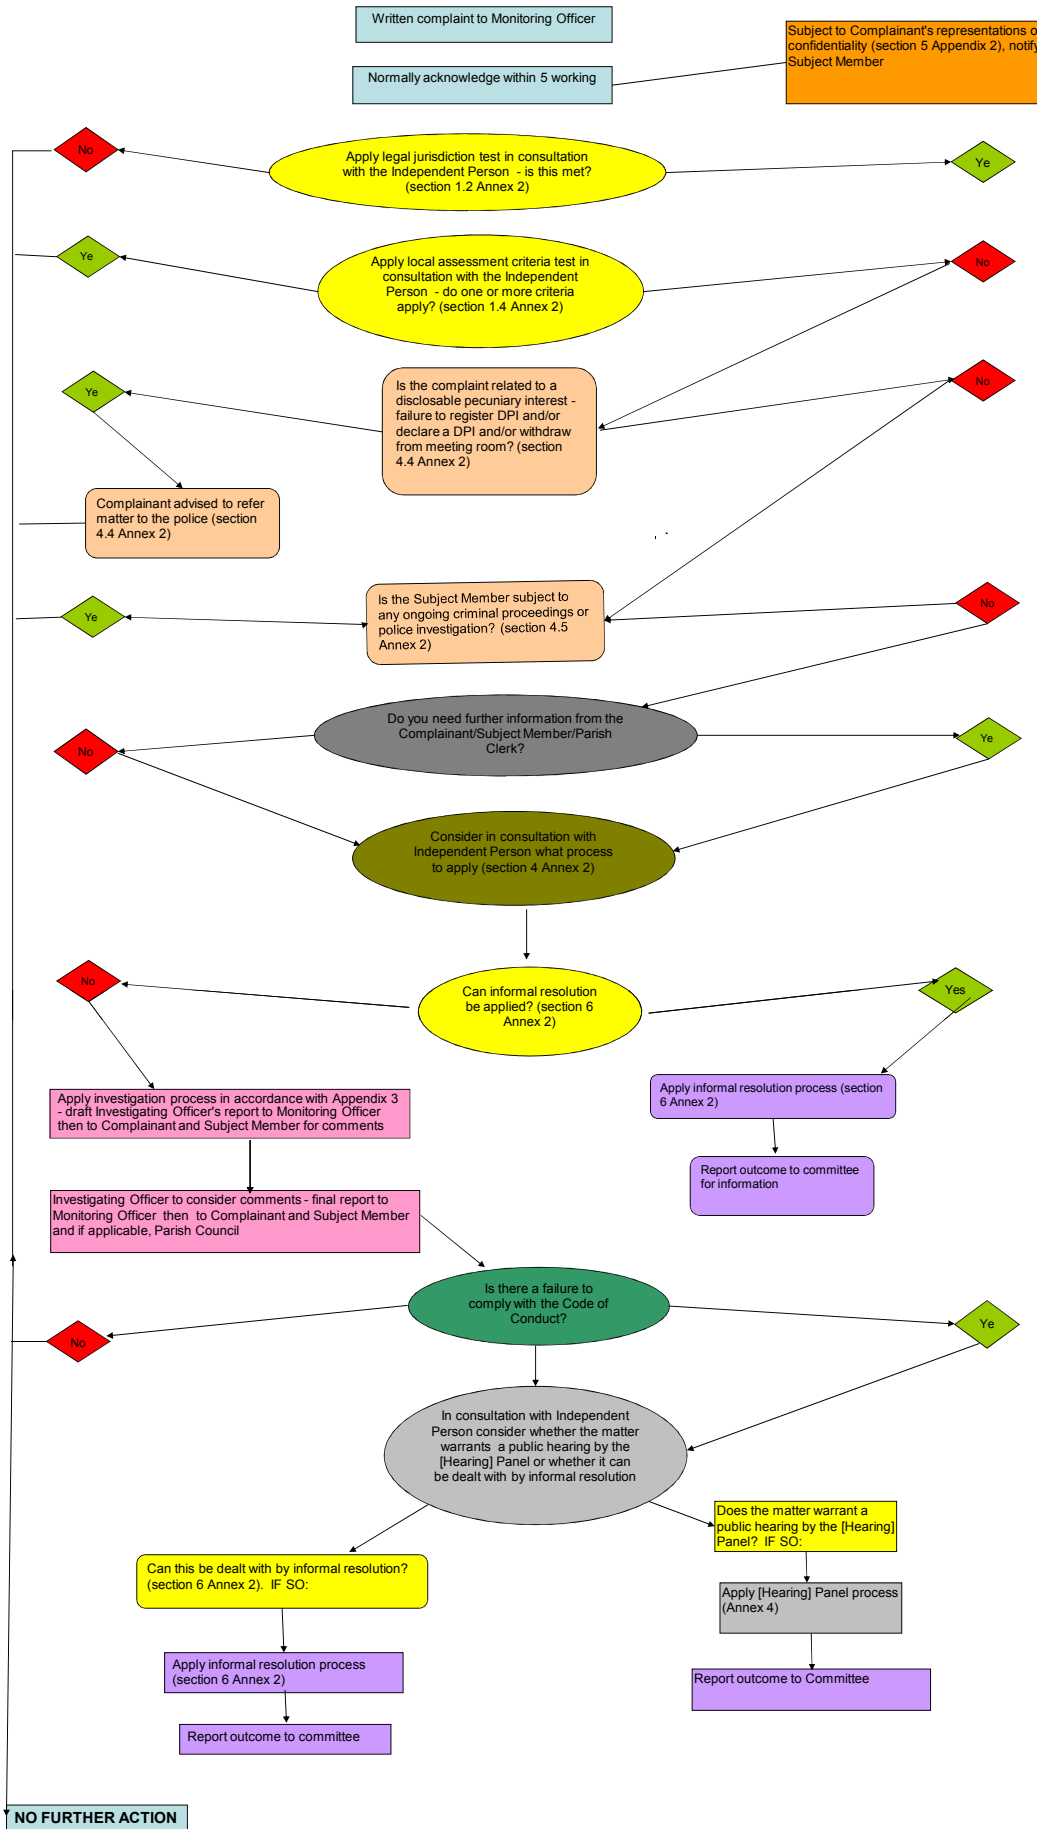 Written complaint to Monitoring Officer
Subject to Complainant's representations o
confidentiality (section 5 Appendix 2), notify
Subject Member
Normally acknowledge within 5 working
No
Apply legal jurisdiction test in consultation
with the Independent Person - is this met?
(section 1.2 Annex 2)
Ye
Ye
Apply local assessment criteria test in
consultation with the Independent
Person - do one or more criteria
apply? (section 1.4 Annex 2)
No
Ye
Is the complaint related to a
disclosable pecuniary interest -
failure to register DPI and/or
declare a DPI and/or withdraw
from meeting room? (section
4.4 Annex 2)
No
Complainant advised to refer
matter to the police (section
4.4 Annex 2)
Ye
Is the Subject Member subject to
any ongoing criminal proceedings or
police investigation? (section 4.5
Annex 2)
No
No
Do you need further information from the
Complainant/Subject Member/Parish
Clerk?
Ye
Consider in consultation with
Independent Person what process
to apply (section 4 Annex 2)
No
Can informal resolution
be applied? (section 6
Annex 2)
Yes
Apply investigation process in accordance with Appendix 3
- draft Investigating Officer's report to Monitoring Officer
then to Complainant and Subject Member for comments
Apply informal resolution process (section
6 Annex 2)
Report outcome to committee
for information
Investigating Officer to consider comments - final report to
Monitoring Officer then to Complainant and Subject Member
and if applicable, Parish Council
No
Is there a failure to
comply with the Code of
Conduct?
Ye
In consultation with Independent
Person consider whether the matter
warrants a public hearing by the
[Hearing] Panel or whether it can
be dealt with by informal resolution
Does the matter warrant a
public hearing by the [Hearing]
Panel? IF SO:
Can this be dealt with by informal resolution?
(section 6 Annex 2). IF SO:
Apply [Hearing] Panel process
(Annex 4)
Apply informal resolution process
(section 6 Annex 2)
Report outcome to Committee
Report outcome to committee
NO FURTHER ACTION